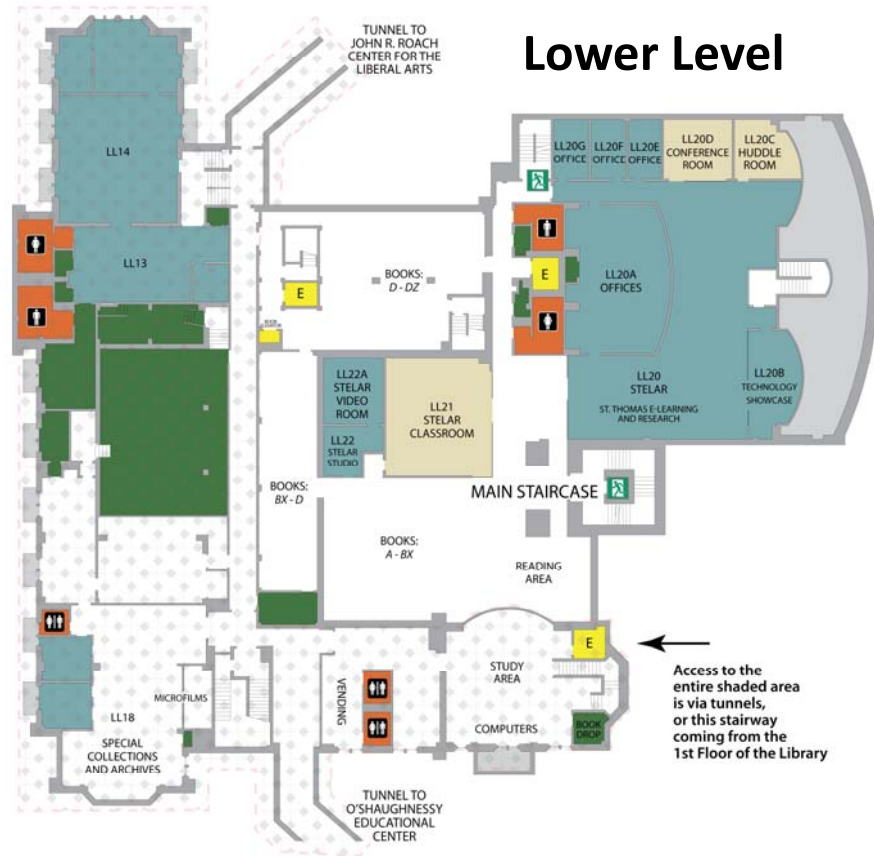 Lower Level
TUNNEL TO
JOHN R. ROACH
CENTER FOR THE
LIBERAL ARTS
LL14
LL13
LL20G
OFFICE
LL20F
OFFICE
LL20E
OFFICE
LL20D
CONFERENCE
ROOM
LL20C
HUDDLE
ROOM
E
LL20A
OFFICES
BOOKS:
D - DZ
E
LL22A
STELAR
VIDEO
ROOM
LL21
STELAR
CLASSROOM
LL22
STELAR
STUDIO
LL20
STELAR
ST. THOMAS E-LEARNING
AND RESEARCH
LL20B
TECHNOLOGY
SHOWCASE
BOOKS:
BX - D
MAIN STAIRCASE
BOOKS:
A - BX
READING
AREA
E
STUDY
AREA
VENDING
COMPUTERS
BOOK
DROP
MICROFILMS
LL18
SPECIAL
COLLECTIONS
AND ARCHIVES
Access to the
entire shaded area
is via tunnels,
or this stairway
coming from the
1st Floor of the Library
TUNNEL TO
O'SHAUGHNESSY
EDUCATIONAL
CENTER